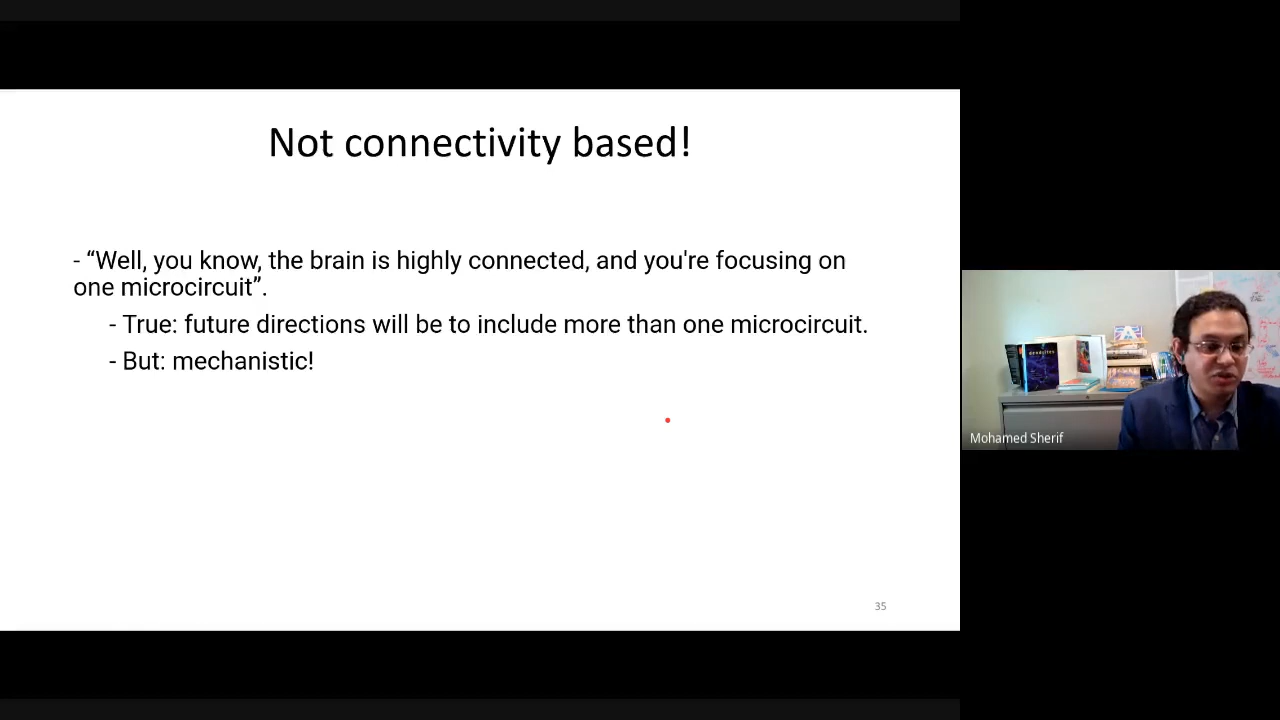 Not connectivity based!
- “Well, you know, the brain is highly connected, and you're focusing on
one microcircuit”.
- True: future directions will be to include more than one microcircuit.
- But: mechanistic!
35
Mohamed Sherif